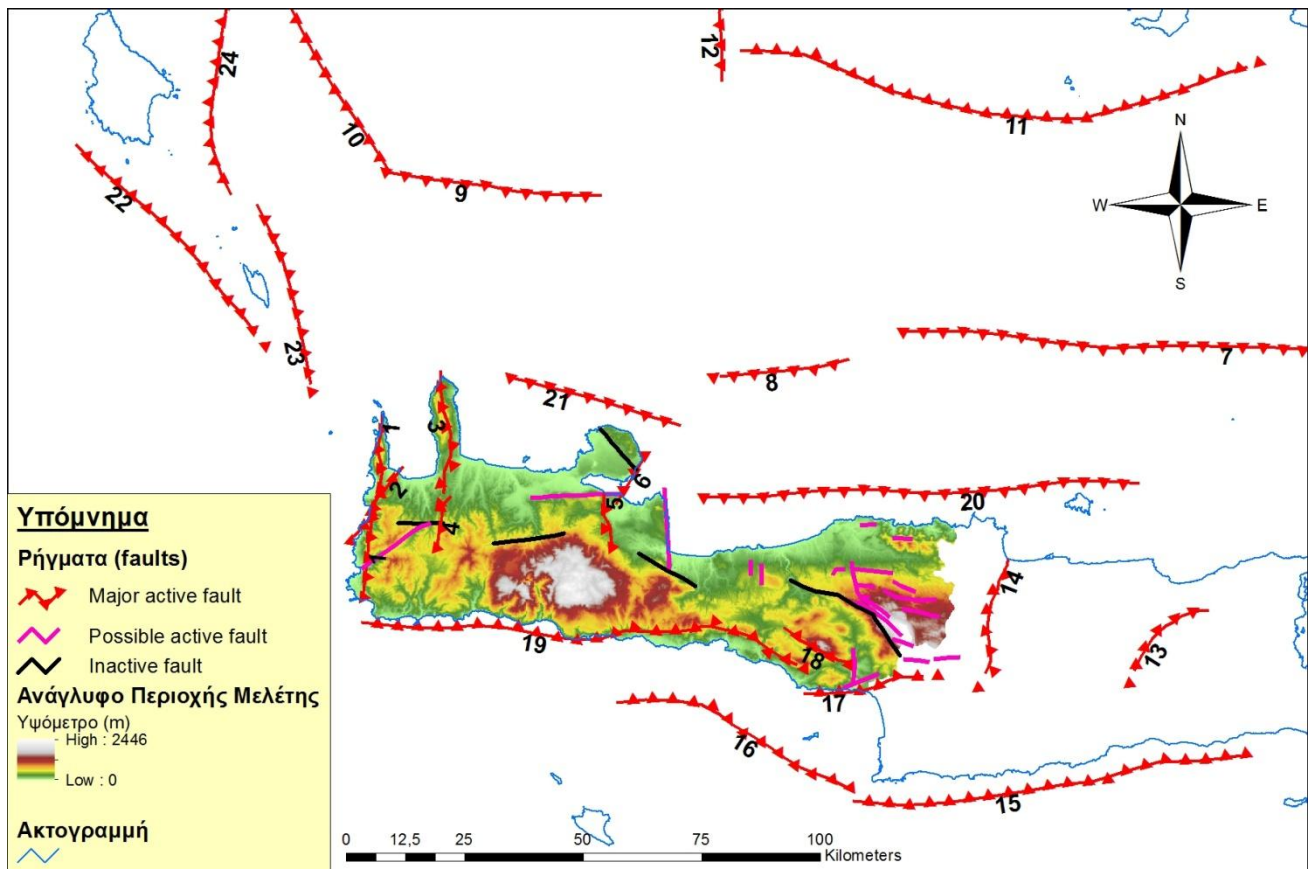 24
12
10
11
N
9
22
W
E
S
23
7
8
21
3
1
2
6
5
20
4
1
14
19
18
13
17
16
15
Υπόμνημα
Ρήγματα (faults)
Major active fault
Possible active fault
Inactive fault
Ανάγλυφο Περιοχής Μελέτης
Υψόμετρο (m)
High : 2446
Low : 0
Ακτογραμμή
0 12,5 25 50 75 100
Kilometers